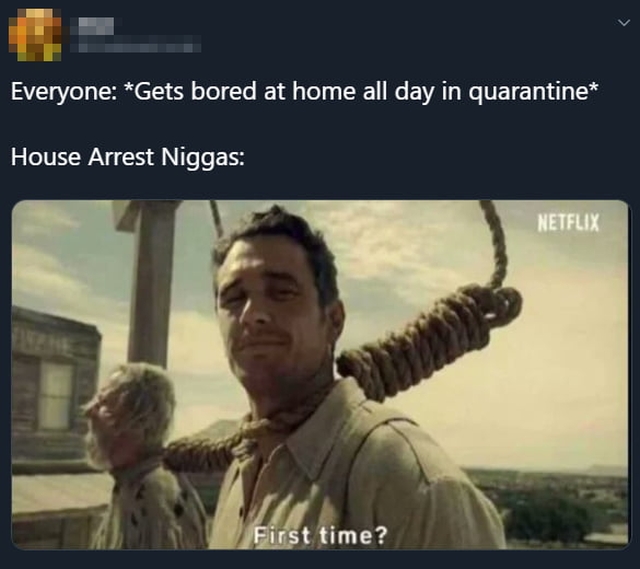 Everyone: *Gets bored at home all day in quarantine*
House Arrest Niggas:
NETFLIX
First time?